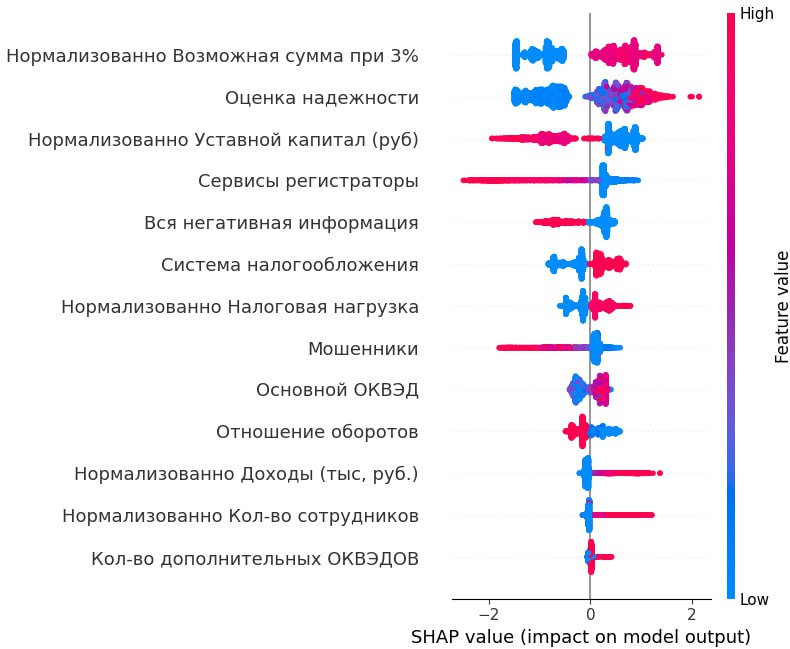 High
Нормализованно Возможная сумма при 3%
Оценка надежности
Нормализованно Уставной капитал (руб)
Сервисы регистраторы
Вся негативная информация
Система налогообложения
Нормализованно Налоговая нагрузка
Мошенники
Основной ОКВЭД
Отношение оборотов
Нормализованно Доходы (тыс, руб.)
Нормализованно Кол-во сотрудников
Кол-во дополнительных ОКВЭДОВ
Feature value
Low
−2 0 2
SHAP value (impact on model output)